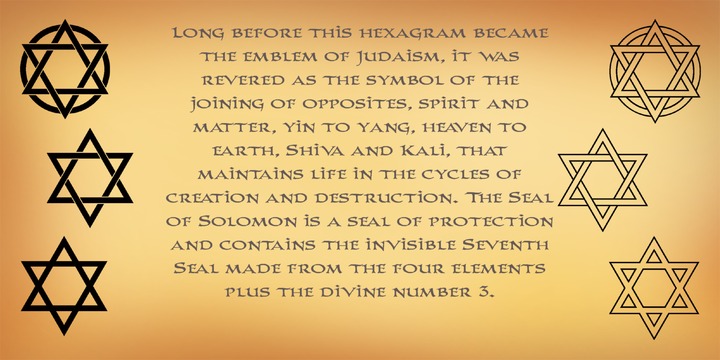 Long before this hexagram became
the emblem of Judaism, it was
revered as the symbol of the
joining of opposites, spirit and
matter, yin to yang, heaven to
earth, Shiva and Kali, that
maintains life in the cycles of
creation and destruction. The Seal
of Solomon is a seal of protection
and contains the invisible Seventh
Seal made from the four elements
plus the divine number 3.